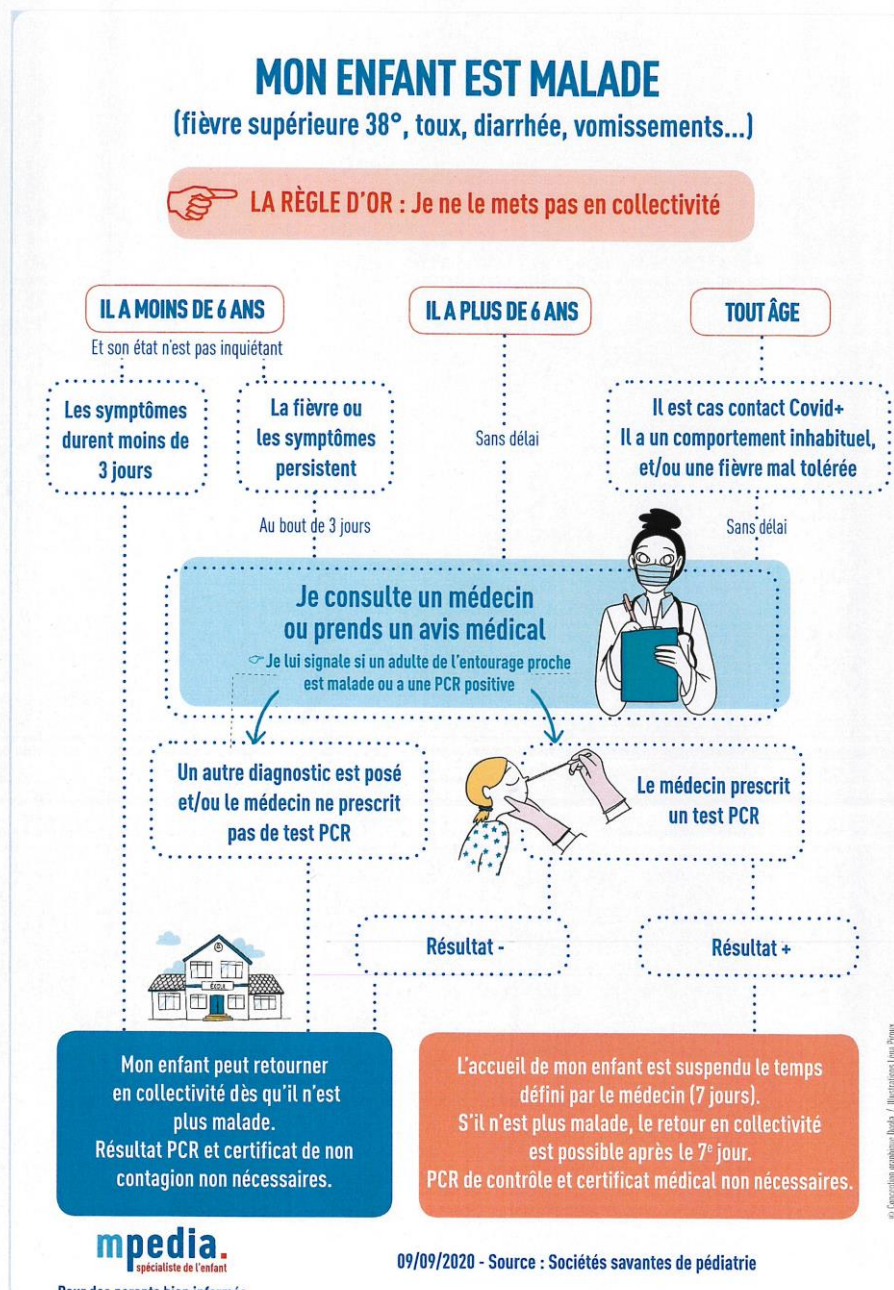 MON ENFANT EST MALADE
(fièvre supérieure 38°, toux, diarrhée, vomissements...)
LA RÈGLE D'OR : Je ne le mets pas en collectivité
IL A MOINS DE 6 ANS
Et son état n'est pas inquiétant
Les symptômes
durent moins de
3 jours
La fièvre ou
les symptômes
persistent
Au bout de 3 jours
IL A PLUS DE 6 ANS
Sans délai
TOUT ÂGE
Il est cas contact Covid+
Il a un comportement inhabituel,
et/ou une fièvre mal tolérée
Sans délai
Je consulte un médecin
ou prends un avis médical
Je lui signale si un adulte de l'entourage proche
est malade ou a une PCR positive
Un autre diagnostic est posé
et/ou le médecin ne prescrit
pas de test PCR
Le médecin prescrit
un test PCR
Résultat -
Résultat +
Mon enfant peut retourner
en collectivité dès qu'il n'est
plus malade.
Résultat PCR et certificat de non
contagion non nécessaires.
L'accueil de mon enfant est suspendu le temps
défini par le médecin (7 jours).
S'il n'est plus malade, le retour en collectivité
est possible après le 7e jour.
PCR de contrôle et certificat médical non nécessaires.
mpedia.
spécialiste de l'enfant
09/09/2020 - Source : Sociétés savantes de pédiatrie
© Conception graphique / Illustrations